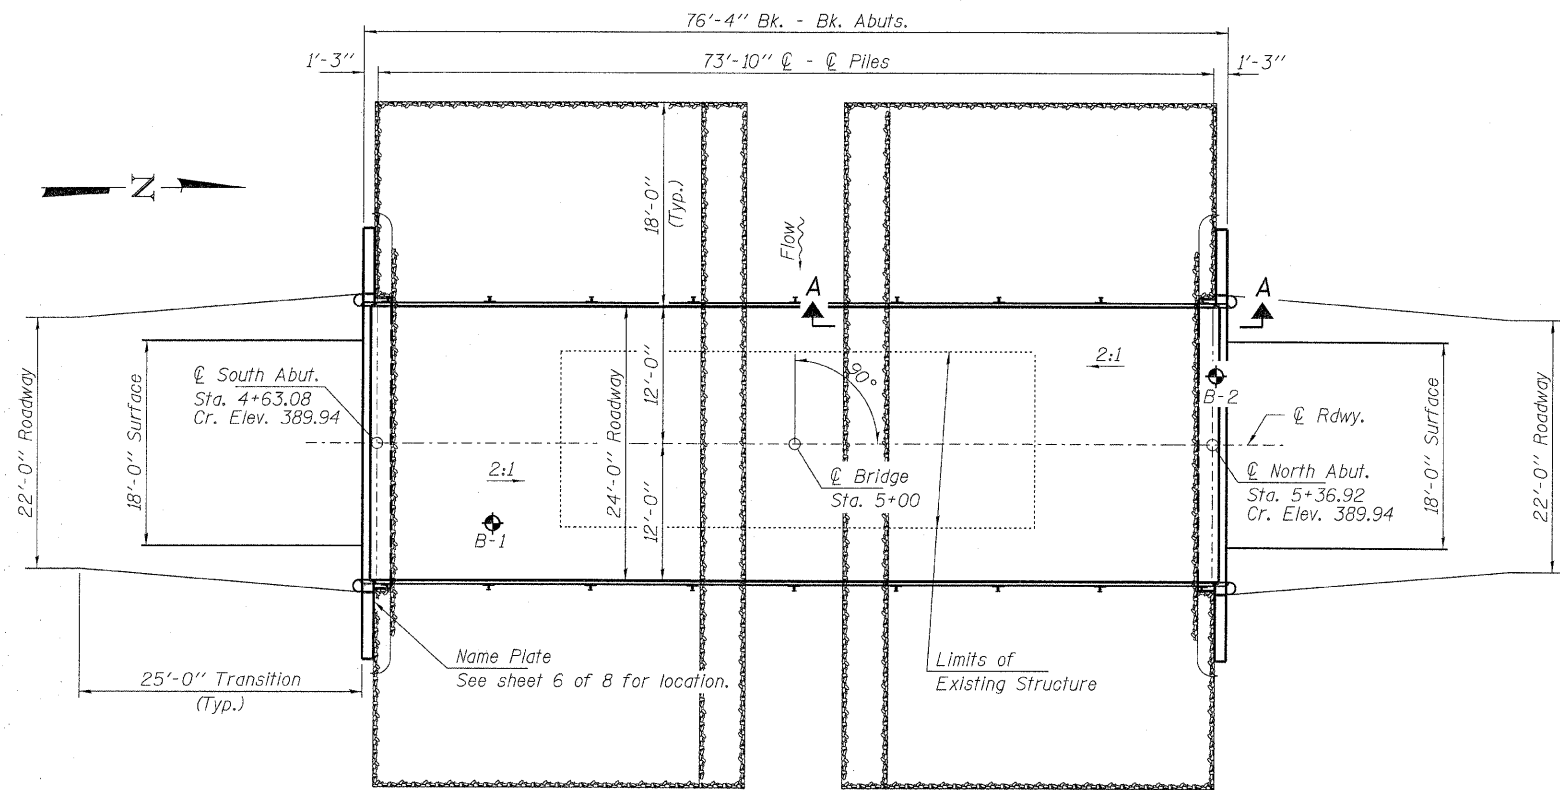 76'-4" Bk. - Bk. Abuts.
1'-3"
73'-10" ℄ - ℄ Piles
1'-3"
N
18'-0"
(Typ.)
Flow
A
A
22'-0" Roadway
18'-0" Surface
℄ South Abut.
Sta. 4+63.08
Cr. Elev. 389.94
24'-0" Roadway
12'-0"
12'-0"
90°
2:1
B-2
℄ Rdwy.
2:1
B-1
℄ Bridge
Sta. 5+00
℄ North Abut.
Sta. 5+36.92
Cr. Elev. 389.94
18'-0" Surface
22'-0" Roadway
Name Plate
See sheet 6 of 8 for location.
Limits of
Existing Structure
25'-0" Transition
(Typ.)